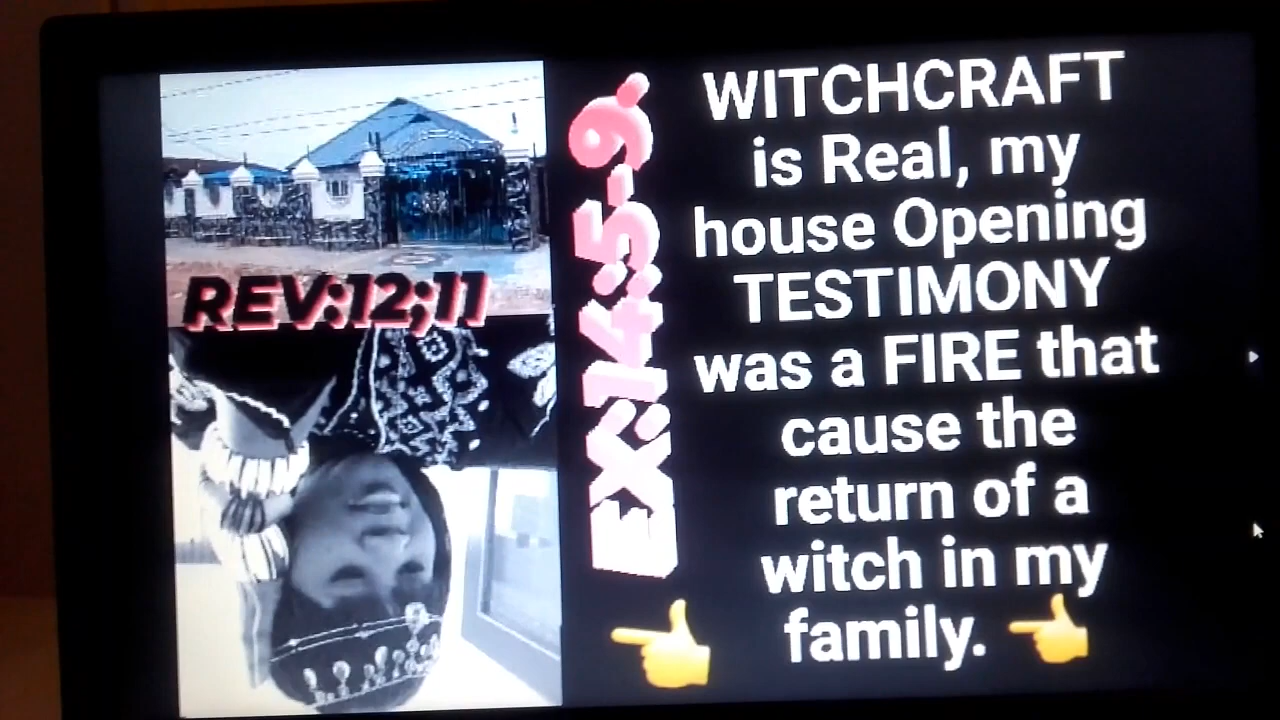 REV:12;11
EX:14:5-9,
WITCHCRAFT
is Real, my
house Opening
TESTIMONY
was a FIRE that
cause the
return of a
witch in my
family.